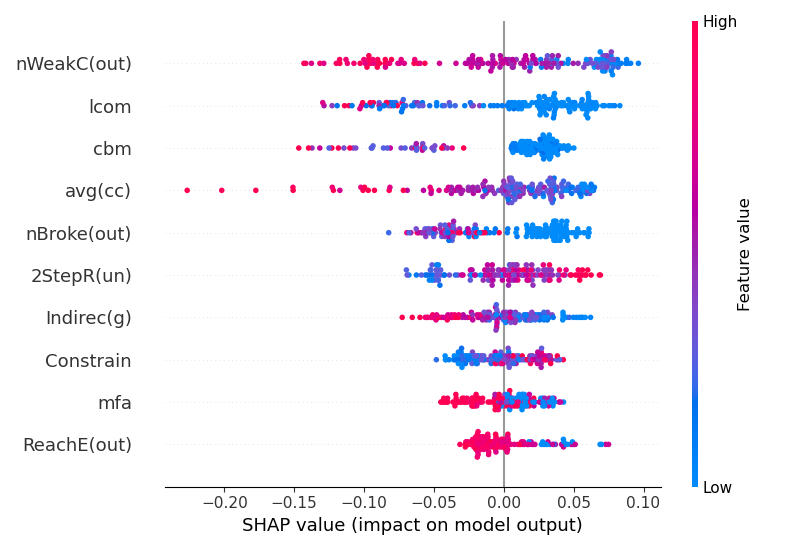 High
nWeakC(out)
lcom
cbm
avg(cc)
nBroke(out)
2StepR(un)
Indirec(g)
Constrain
mfa
ReachE(out)
Feature value
Low
−0.20 −0.15 −0.10 −0.05 0.00 0.05 0.10
SHAP value (impact on model output)